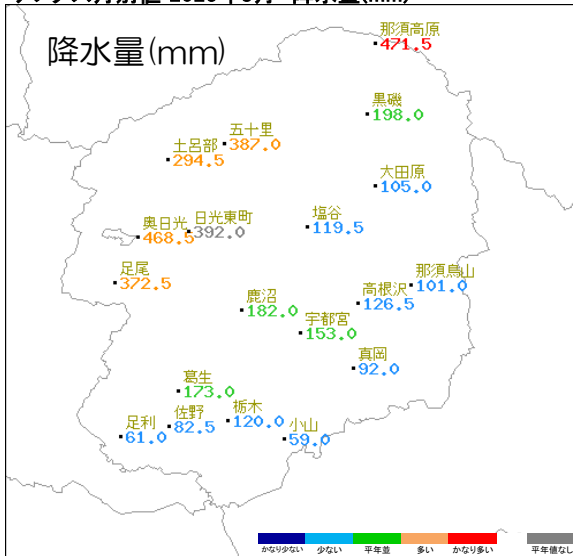 降水量(mm)
那須高原
471.5
黒磯
198.0
五十里
387.0
土呂部
294.5
大田原
105.0
日光東町
392.0
奥日光
468.5
塩谷
119.5
足尾
372.5
那須烏山
101.0
高根沢
126.5
鹿沼
182.0
宇都宮
153.0
真岡
92.0
葛生
173.0
栃木
120.0
佐野
82.5
足利
61.0
小山
59.0
かなり少ない 少ない 平年並 多い かなり多い 平年値なし